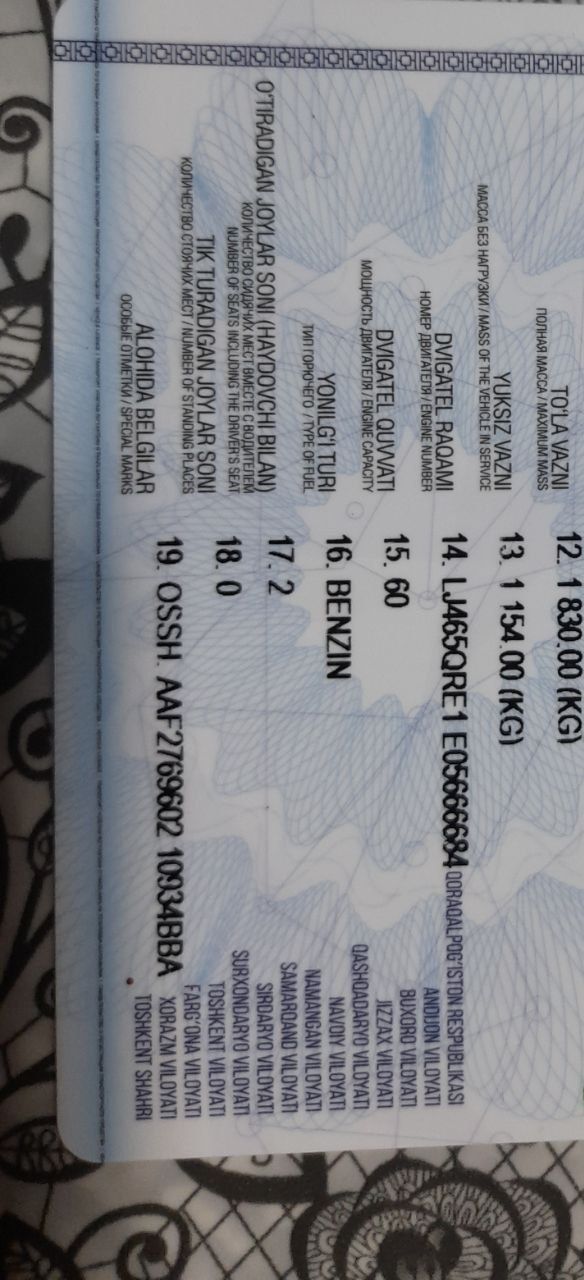 TO'LA VAZNI 12. 1 830.00 (KG)
ПОЛНАЯ МАССА / MAXIMUM MASS
YUKSIZ VAZNI 13. 1 154.00 (KG)
МАССА БЕЗ НАГРУЗКИ / MASS OF THE VEHICLE IN SERVICE
DVIGATEL RAQAMI 14. LJ465QRE1 E05666684
НОМЕР ДВИГАТЕЛЯ / ENGINE NUMBER
DVIGATEL QUVVATI 15. 60
МОЩНОСТЬ ДВИГАТЕЛЯ / ENGINE CAPACITY
YONILG'I TURI 16. BENZIN
ТИП ГОРЮЧЕГО / TYPE OF FUEL
O'TIRADIGAN JOYLAR SONI (HAYDOVCHI BILAN) 17. 2
КОЛИЧЕСТВО СИДЯЧИХ МЕСТ ВМЕСТЕ С ВОДИТЕЛЕМ
NUMBER OF SEATS INCLUDING THE DRIVER'S SEAT
TIK TURADIGAN JOYLAR SONI 18. 0
КОЛИЧЕСТВО СТОЯЧИХ МЕСТ / NUMBER OF STANDING PLACES
ALOHIDA BELGILAR 19. OSSH. AAF2769602 10934BBA
ОСОБЫЕ ОТМЕТКИ / SPECIAL MARKS
QORAQALPOG'ISTON RESPUBLIKASI
ANDIJON VILOYATI
BUXORO VILOYATI
JIZZAX VILOYATI
QASHQADARYO VILOYATI
NAVOIY VILOYATI
NAMANGAN VILOYATI
SAMARQAND VILOYATI
SIRDARYO VILOYATI
SURXONDARYO VILOYATI
TOSHKENT VILOYATI
FARG'ONA VILOYATI
XORAZM VILOYATI
TOSHKENT SHAHRI